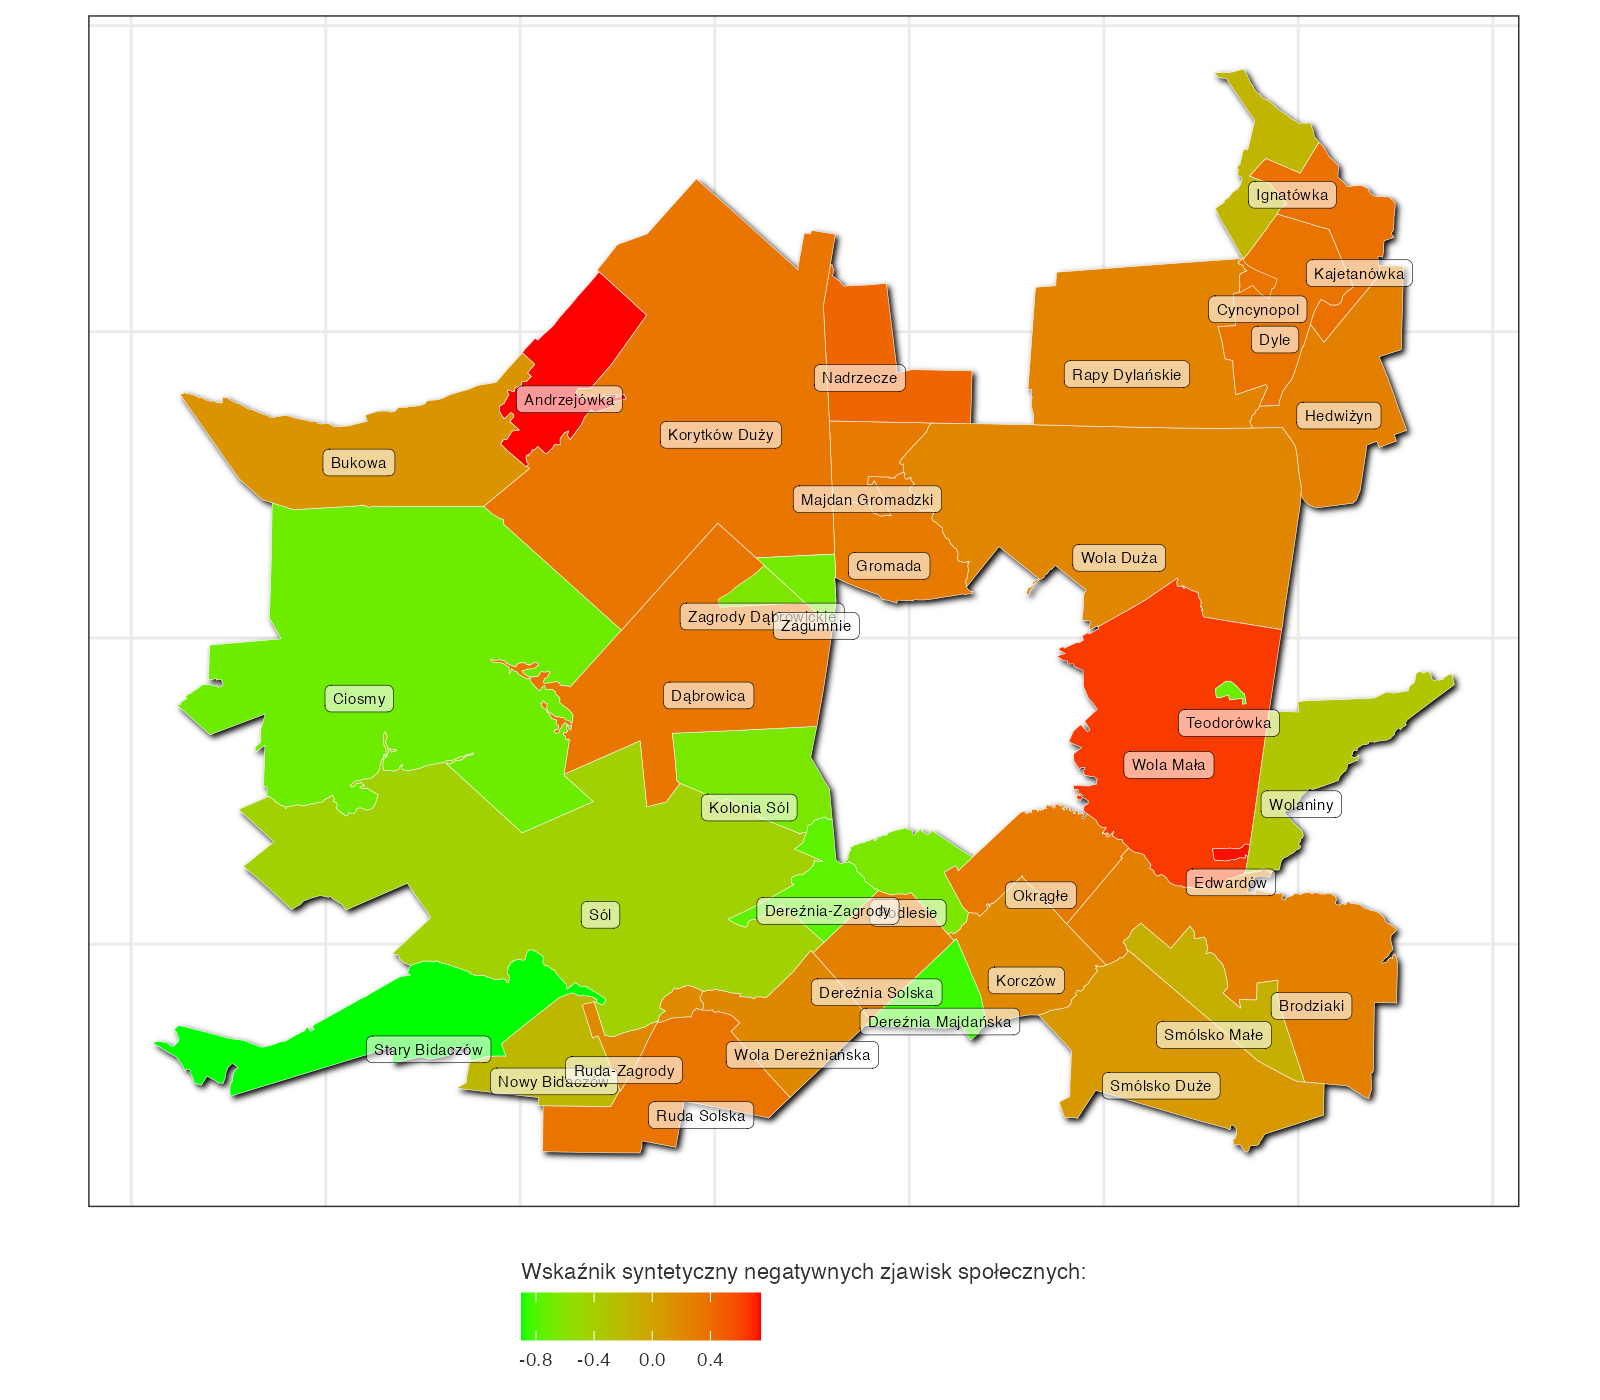 Ignatówka
Kajetanówka
Cyncynopol
Dyle
Rapy Dylańskie
Nadrzecze
Andrzejówka
Hedwiżyn
Korytków Duży
Bukowa
Majdan Gromadzki
Wola Duża
Gromada
Zagrody Dąbrowickie
Zagumnie
Dąbrowica
Ciosmy
Teodorówka
Wola Mała
Wolaniny
Kolonia Sól
Edwardów
Okrągłe
Dereźnia-Zagrody
Podlesie
Sól
Korczów
Dereźnia Solska
Brodziaki
Dereźnia Majdańska
Smólsko Małe
Stary Bidaczów
Wola Dereźniańska
Ruda-Zagrody
Nowy Bidaczów
Smólsko Duże
Ruda Solska
Wskaźnik syntetyczny negatywnych zjawisk społecznych:
-0.8 -0.4 0.0 0.4